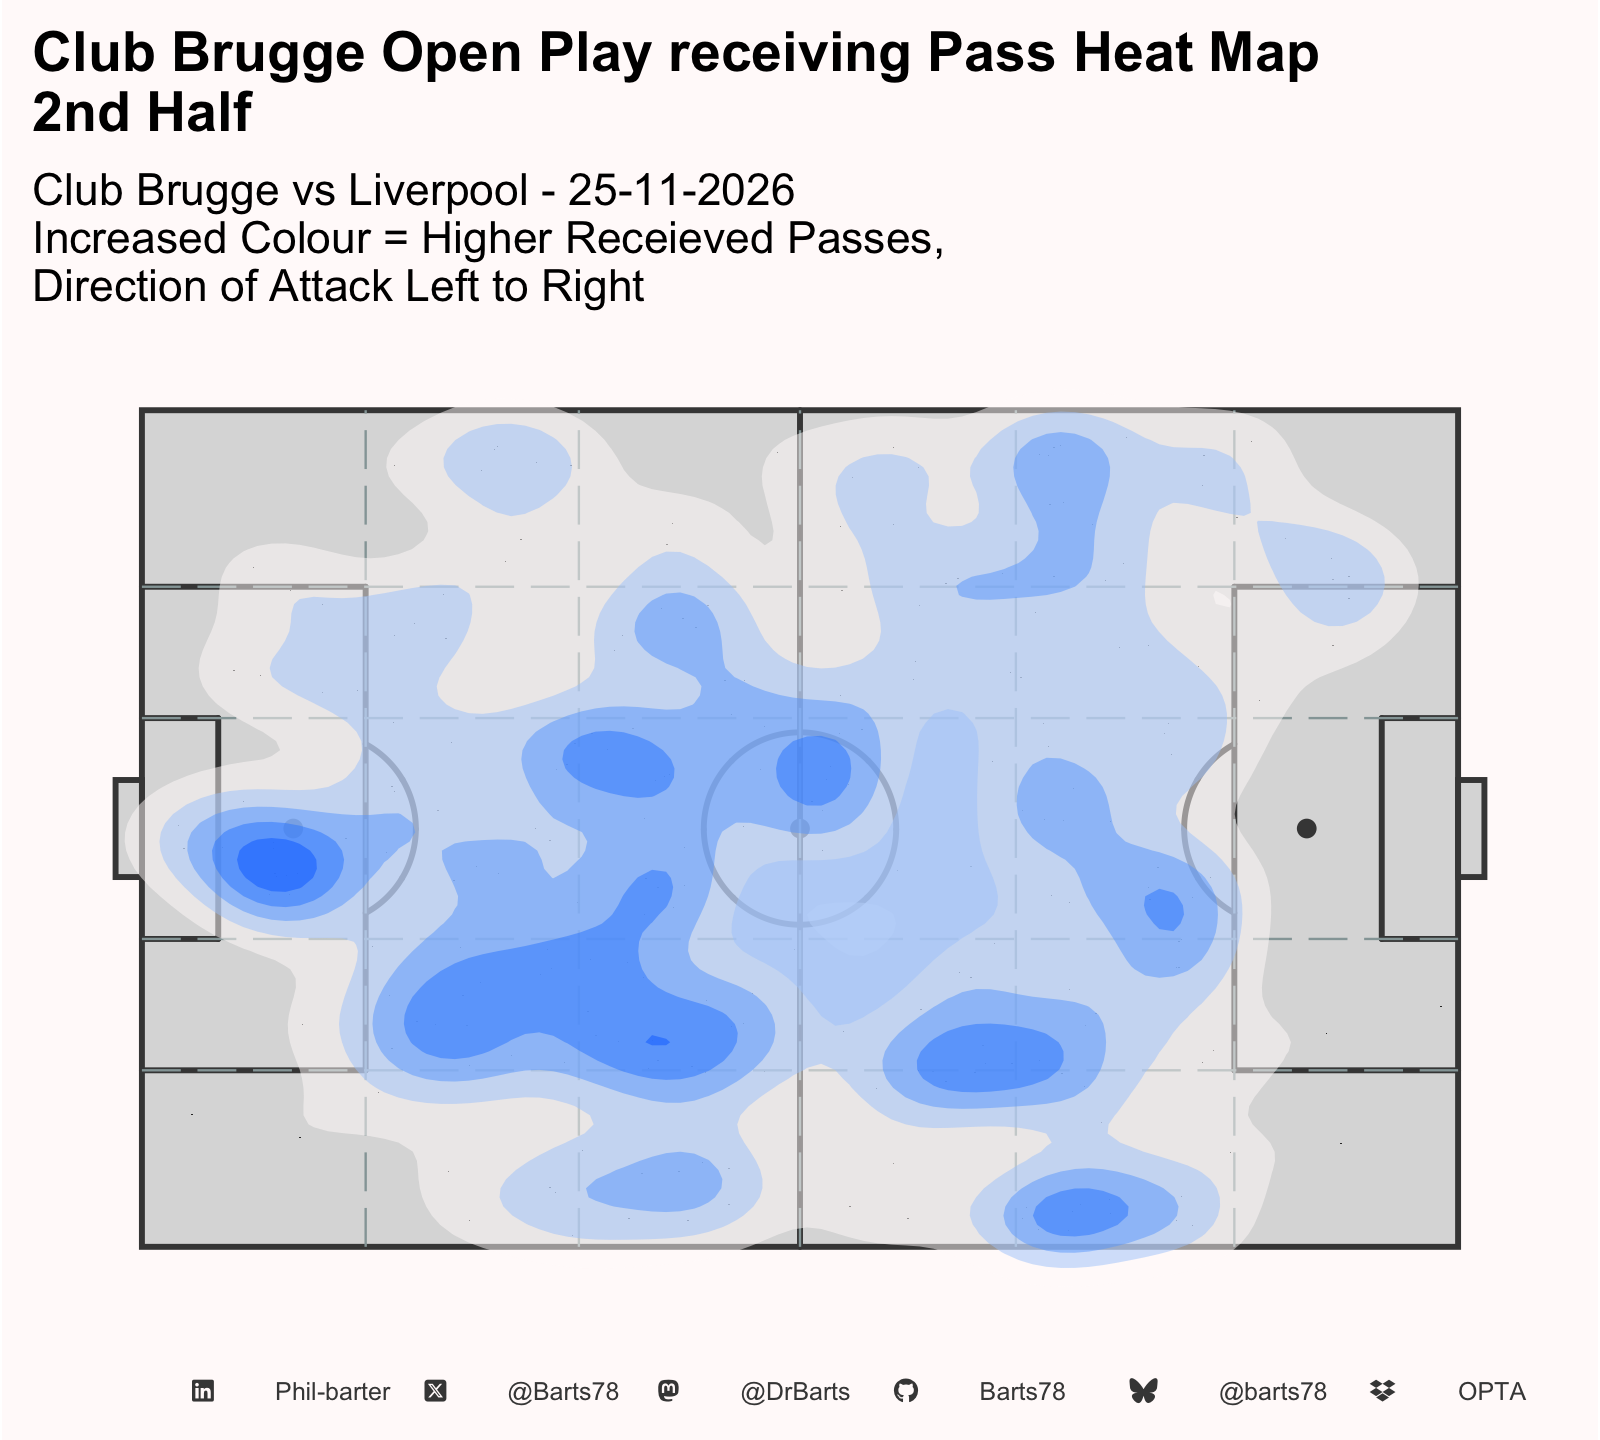 Club Brugge Open Play receiving Pass Heat Map
2nd Half
Club Brugge vs Liverpool - 25-11-2026
Increased Colour = Higher Receieved Passes,
Direction of Attack Left to Right
Phil-barter @Barts78 @DrBarts Barts78 @barts78 OPTA